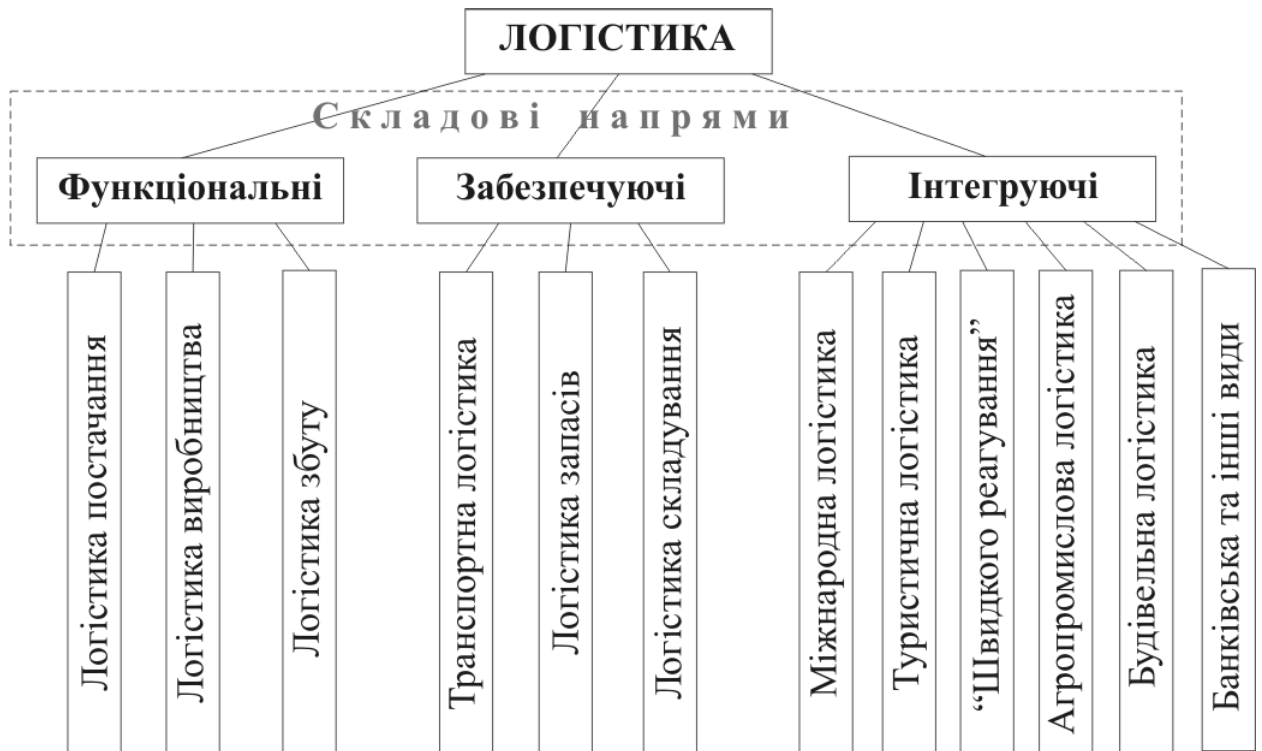 ЛОГІСТИКА
Єкладові напрями
Функціональні
Забезпечуючі
Інтегруючі
Логістика постачання
Логістика виробництва
Логістика збуту
Транспортна логістика
Логістика запасів
Логістика складування
Міжнародна логістика
Туристична логістика
“Швидкого реагування”
Агропромислова логістика
Будівельна логістика
Банківська та інші види